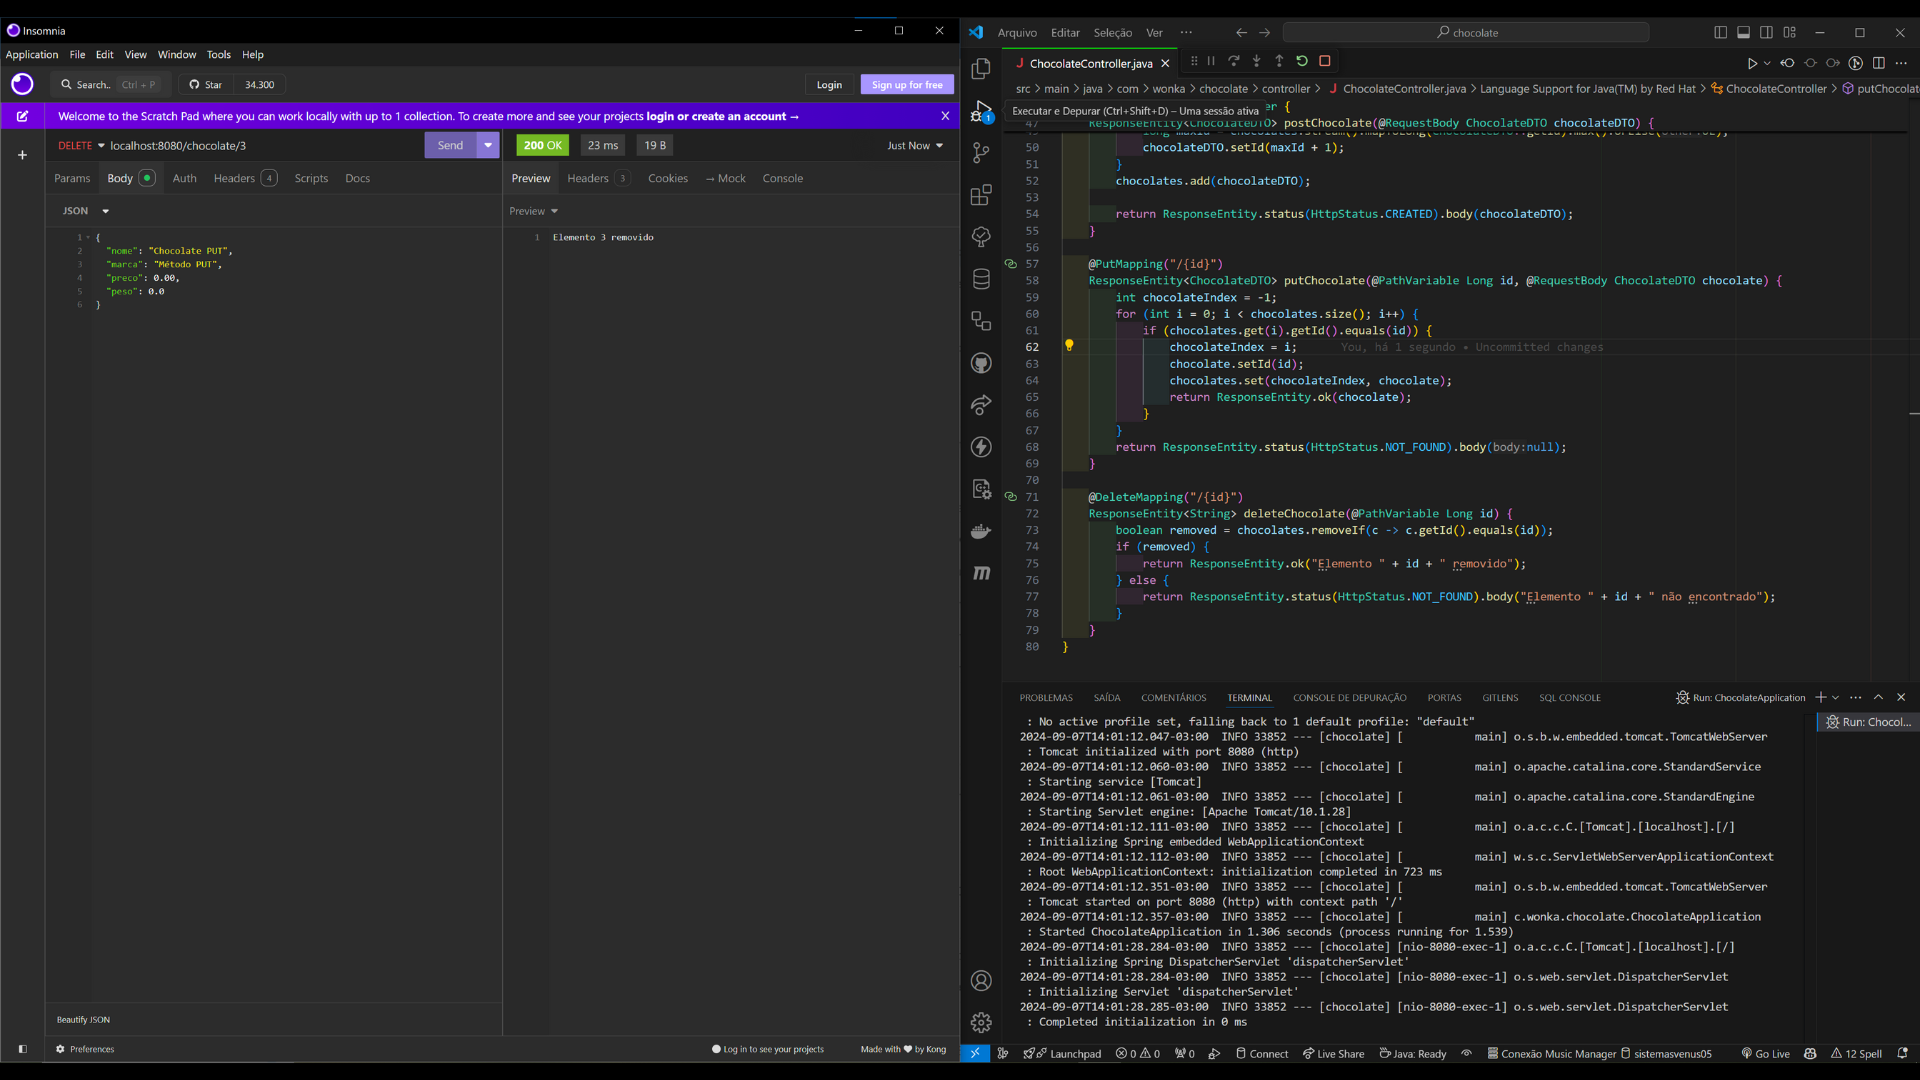 Insomnia
Application File Edit View Window Tools Help
Search.. Ctrl + P Star 34.300 Login Sign up for free
Welcome to the Scratch Pad where you can work locally with up to 1 collection. To create more and see your projects login or create an account →
DELETE localhost:8080/chocolate/3 Send
200 OK 23 ms 19 B Just Now
Params Body Auth Headers 4 Scripts Docs
Preview Headers 3 Cookies → Mock Console
JSON
Preview
1 {
2 "nome": "Chocolate PUT",
3 "marca": "Método PUT",
4 "preco": 0.00,
5 "peso": 0.0
6 }
1 Elemento 3 removido
Beautify JSON
Preferences Log in to see your projects Made with ♥ by Kong
Arquivo Editar Seleção Ver ··· chocolate
ChocolateController.java
src > main > java > com > wonka > chocolate > controller > ChocolateController.java > Language Support for Java(TM) by Red Hat > ChocolateController > putChocolate
Executar e Depurar (Ctrl+Shift+D) – Uma sessão ativa
1
er {
47 ResponseEntity<ChocolateDTO> postChocolate(@RequestBody ChocolateDTO chocolateDTO) {
50 chocolateDTO.setId(maxId + 1);
51 }
52 chocolates.add(chocolateDTO);
53
54 return ResponseEntity.status(HttpStatus.CREATED).body(chocolateDTO);
55 }
56
57 @PutMapping("/{id}")
58 ResponseEntity<ChocolateDTO> putChocolate(@PathVariable Long id, @RequestBody ChocolateDTO chocolate) {
59 int chocolateIndex = -1;
60 for (int i = 0; i < chocolates.size(); i++) {
61 if (chocolates.get(i).getId().equals(id)) {
62 chocolateIndex = i; You, há 1 segundo • Uncommitted changes
63 chocolate.setId(id);
64 chocolates.set(chocolateIndex, chocolate);
65 return ResponseEntity.ok(chocolate);
66 }
67 }
68 return ResponseEntity.status(HttpStatus.NOT_FOUND).body(body:null);
69 }
70
71 @DeleteMapping("/{id}")
72 ResponseEntity<String> deleteChocolate(@PathVariable Long id) {
73 boolean removed = chocolates.removeIf(c -> c.getId().equals(id));
74 if (removed) {
75 return ResponseEntity.ok("Elemento " + id + " removido");
76 } else {
77 return ResponseEntity.status(HttpStatus.NOT_FOUND).body("Elemento " + id + " não encontrado");
78 }
79 }
80 }
PROBLEMAS SAÍDA COMENTÁRIOS TERMINAL CONSOLE DE DEPURAÇÃO PORTAS GITLENS SQL CONSOLE Run: ChocolateApplication
Run: Chocol...
: No active profile set, falling back to 1 default profile: "default"
2024-09-07T14:01:12.047-03:00 INFO 33852 --- [chocolate] [ main] o.s.b.w.embedded.tomcat.TomcatWebServer
: Tomcat initialized with port 8080 (http)
2024-09-07T14:01:12.060-03:00 INFO 33852 --- [chocolate] [ main] o.apache.catalina.core.StandardService
: Starting service [Tomcat]
2024-09-07T14:01:12.061-03:00 INFO 33852 --- [chocolate] [ main] o.apache.catalina.core.StandardEngine
: Starting Servlet engine: [Apache Tomcat/10.1.28]
2024-09-07T14:01:12.111-03:00 INFO 33852 --- [chocolate] [ main] o.a.c.c.C.[Tomcat].[localhost].[/]
: Initializing Spring embedded WebApplicationContext
2024-09-07T14:01:12.112-03:00 INFO 33852 --- [chocolate] [ main] w.s.c.ServletWebServerApplicationContext
: Root WebApplicationContext: initialization completed in 723 ms
2024-09-07T14:01:12.351-03:00 INFO 33852 --- [chocolate] [ main] o.s.b.w.embedded.tomcat.TomcatWebServer
: Tomcat started on port 8080 (http) with context path '/'
2024-09-07T14:01:12.357-03:00 INFO 33852 --- [chocolate] [ main] c.wonka.chocolate.ChocolateApplication
: Started ChocolateApplication in 1.306 seconds (process running for 1.539)
2024-09-07T14:01:28.284-03:00 INFO 33852 --- [chocolate] [nio-8080-exec-1] o.a.c.c.C.[Tomcat].[localhost].[/]
: Initializing Spring DispatcherServlet 'dispatcherServlet'
2024-09-07T14:01:28.284-03:00 INFO 33852 --- [chocolate] [nio-8080-exec-1] o.s.web.servlet.DispatcherServlet
: Initializing Servlet 'dispatcherServlet'
2024-09-07T14:01:28.285-03:00 INFO 33852 --- [chocolate] [nio-8080-exec-1] o.s.web.servlet.DispatcherServlet
: Completed initialization in 0 ms
Launchpad 0 0 0 Connect Live Share Java: Ready Conexão Music Manager sistemasvenus05 Go Live 12 Spell